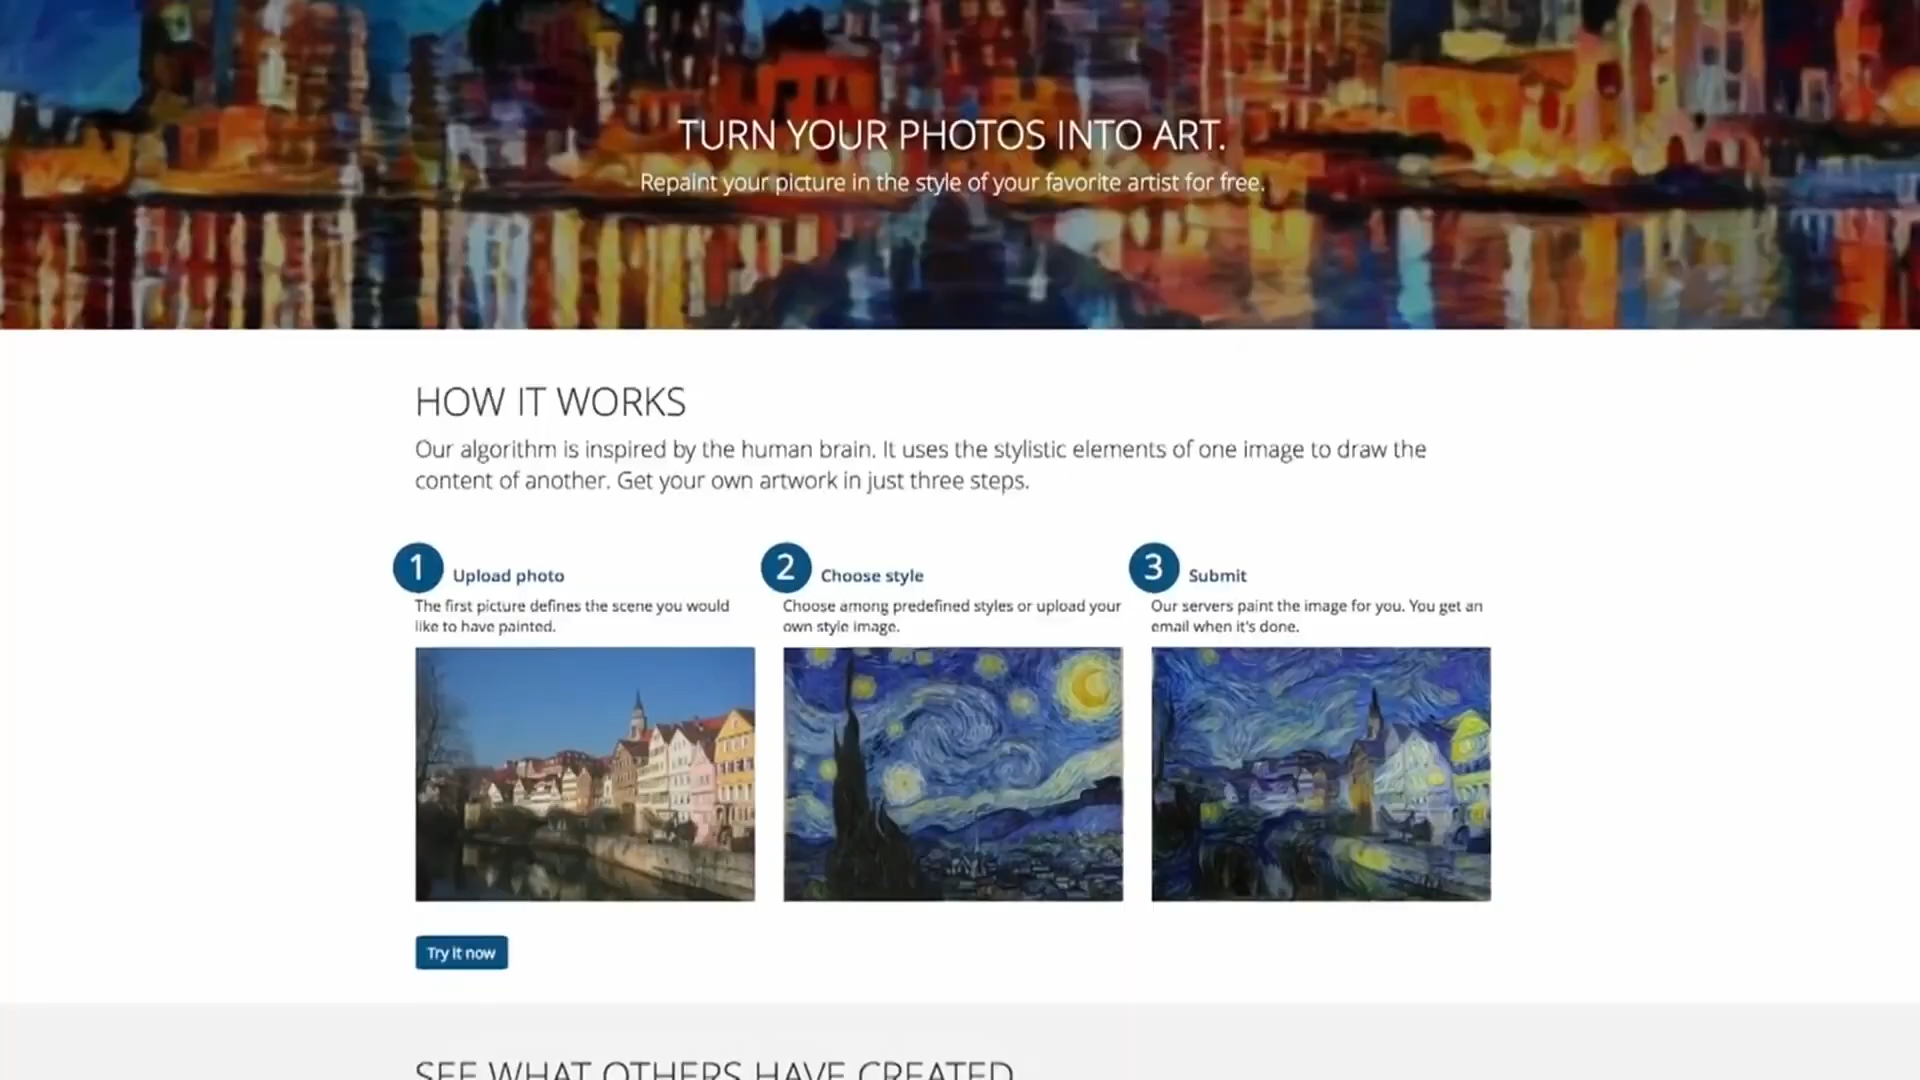 TURN YOUR PHOTOS INTO ART.
Repaint your picture in the style of your favorite artist for free.
HOW IT WORKS
Our algorithm is inspired by the human brain. It uses the stylistic elements of one image to draw the
content of another. Get your own artwork in just three steps.
1 Upload photo
The first picture defines the scene you would
like to have painted.
2 Choose style
Choose among predefined styles or upload your
own style image.
3 Submit
Our servers paint the image for you. You get an
email when it's done.
Try it now
SEE WHAT OTHERS HAVE CREATED